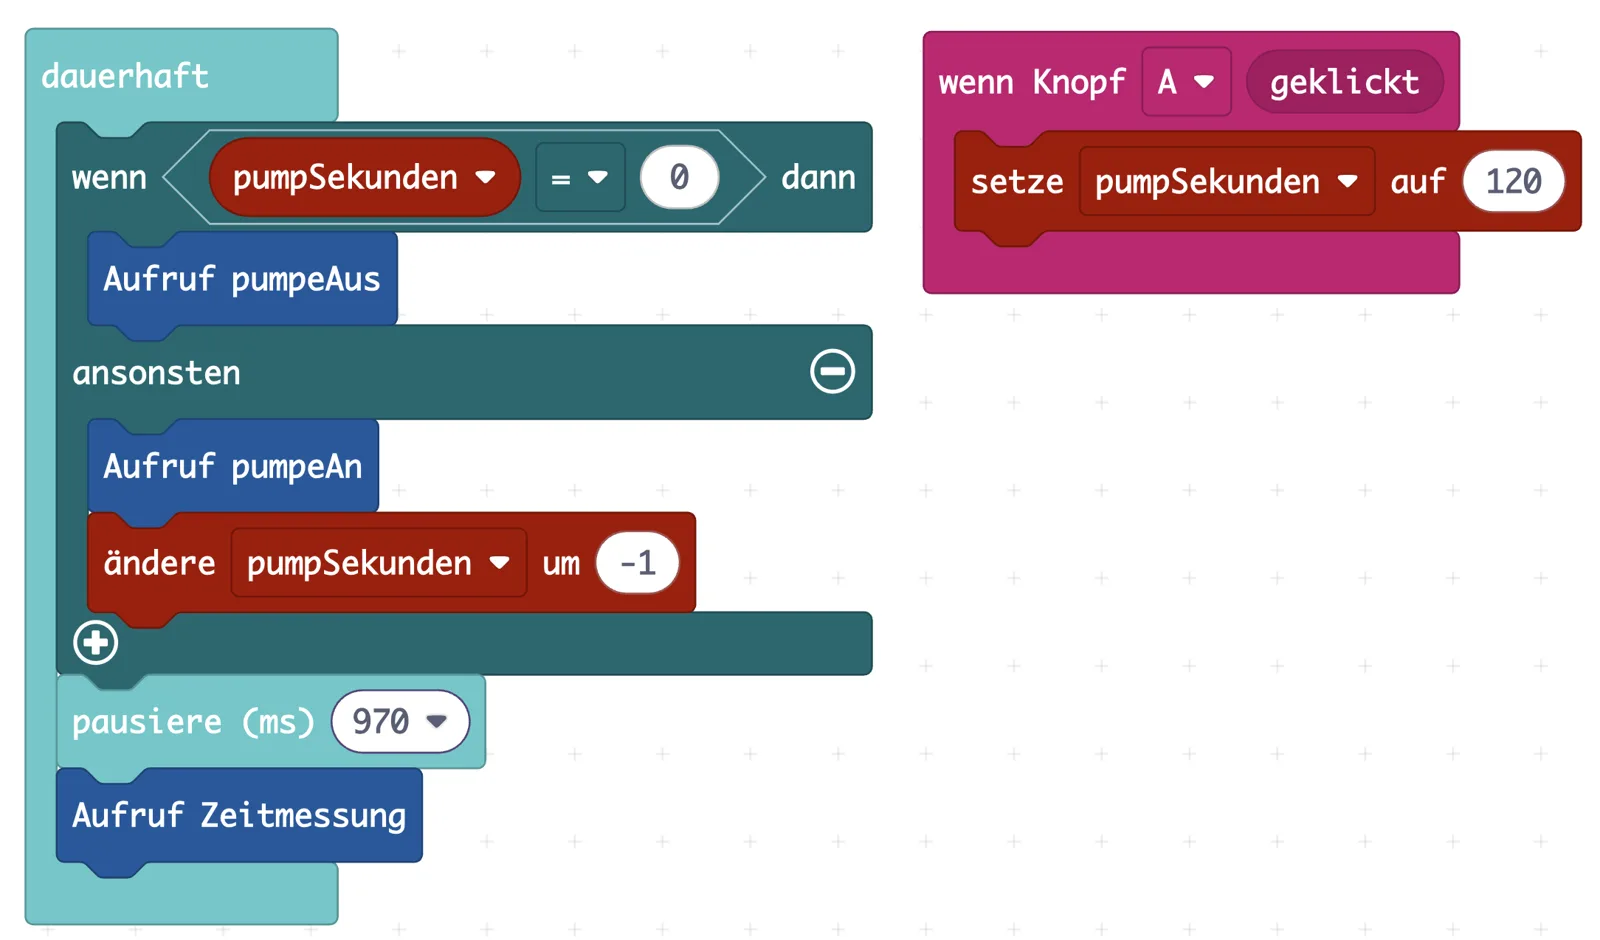 dauerhaft
wenn pumpSekunden = 0 dann
Aufruf pumpeAus
ansonsten
Aufruf pumpeAn
ändere pumpSekunden um -1
pausiere (ms) 970
Aufruf Zeitmessung
wenn Knopf A geklickt
setze pumpSekunden auf 120